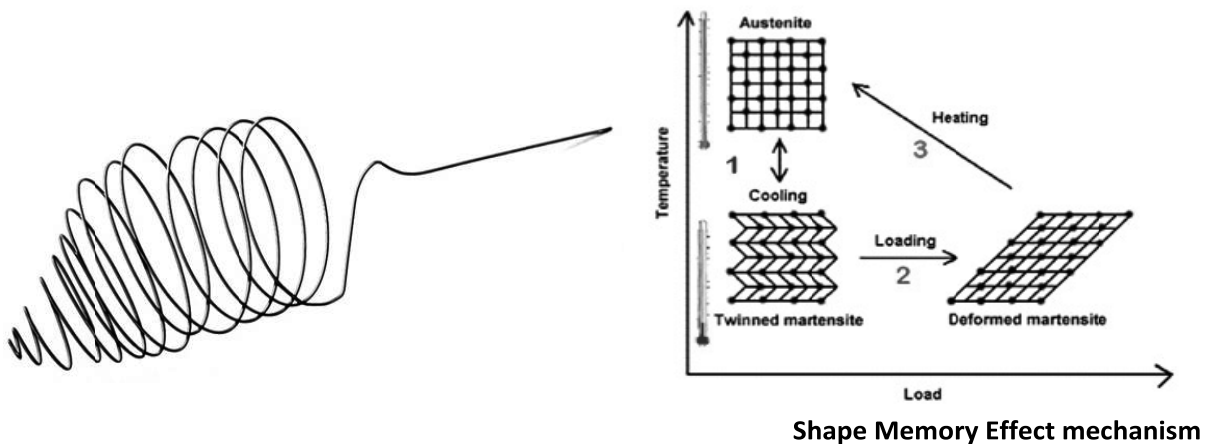 Austenite
Heating
3
1
Temperature
Cooling
Loading
2
Twinned martensite
Deformed martensite
Load
Shape Memory Effect mechanism